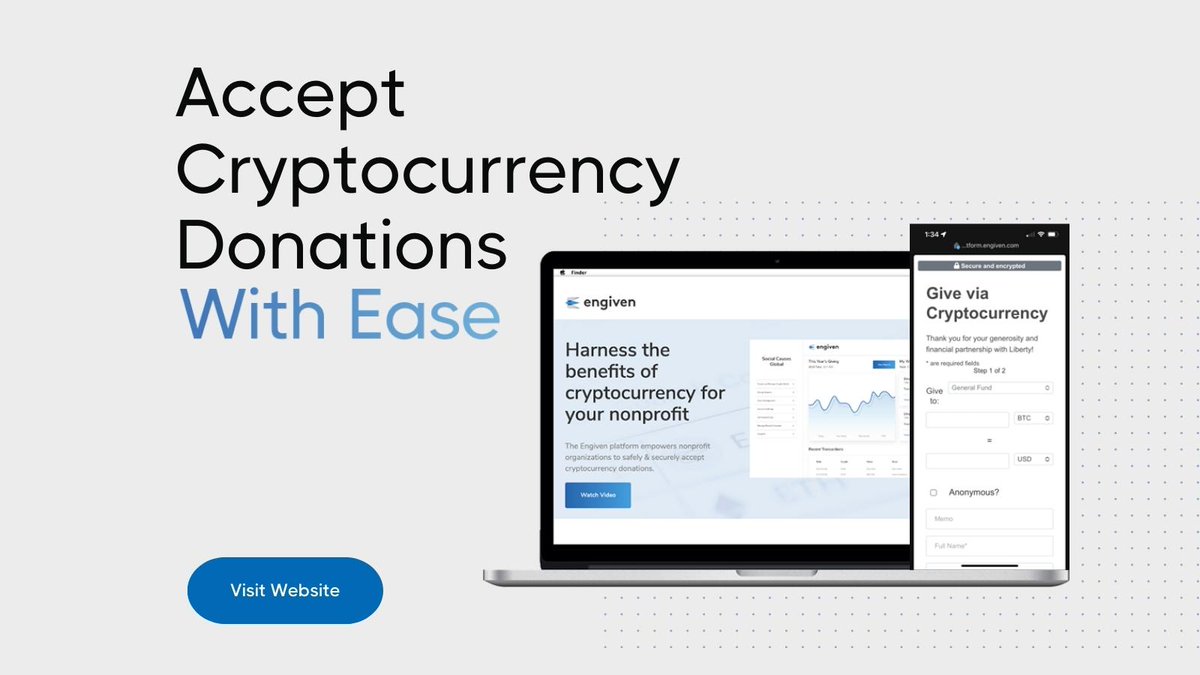 Accept
Cryptocurrency
Donations
With Ease
Visit Website
Finder
engiven
Harness the
benefits of
cryptocurrency for
your nonprofit
The Engiven platform empowers nonprofit
organizations to safely & securely accept
cryptocurrency donations.
Watch Video
Social Causes
Global
engiven
This Year's Giving
Recent Transactions
ETH
1:34
...tform.engiven.com
Secure and encrypted
Give via
Cryptocurrency
Thank you for your generosity and
financial partnership with Liberty!
* are required fields
Step 1 of 2
Give to:
General Fund
BTC
=
USD
Anonymous?
Memo
Full Name*